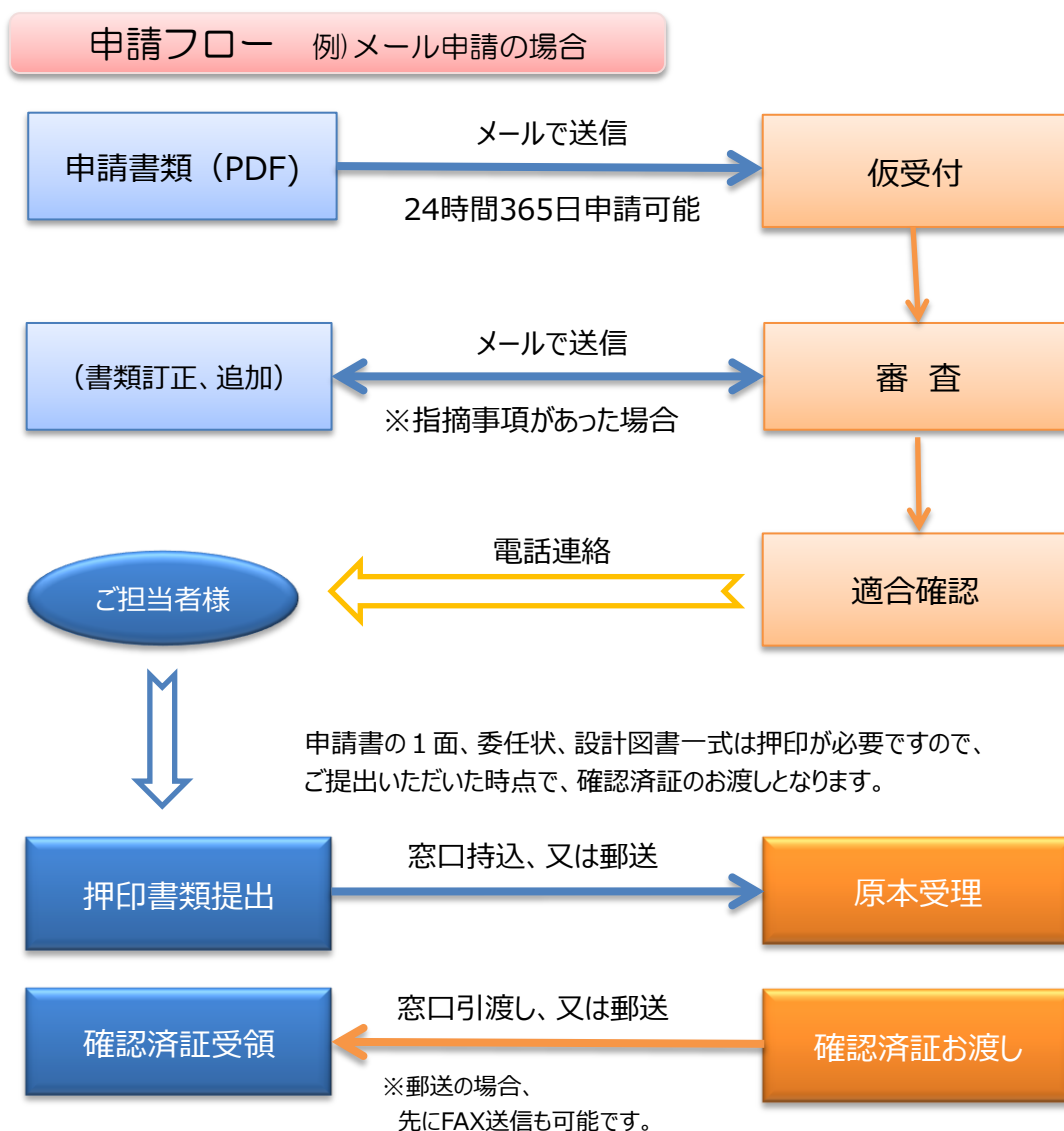 申請フロー　例)メール申請の場合
申請書類（PDF)
メールで送信
24時間365日申請可能
仮受付
（書類訂正、追加）
メールで送信
※指摘事項があった場合
審 査
ご担当者様
電話連絡
適合確認
申請書の１面、委任状、設計図書一式は押印が必要ですので、
ご提出いただいた時点で、確認済証のお渡しとなります。
押印書類提出
窓口持込、又は郵送
原本受理
確認済証受領
窓口引渡し、又は郵送
※郵送の場合、
先にFAX送信も可能です。
確認済証お渡し